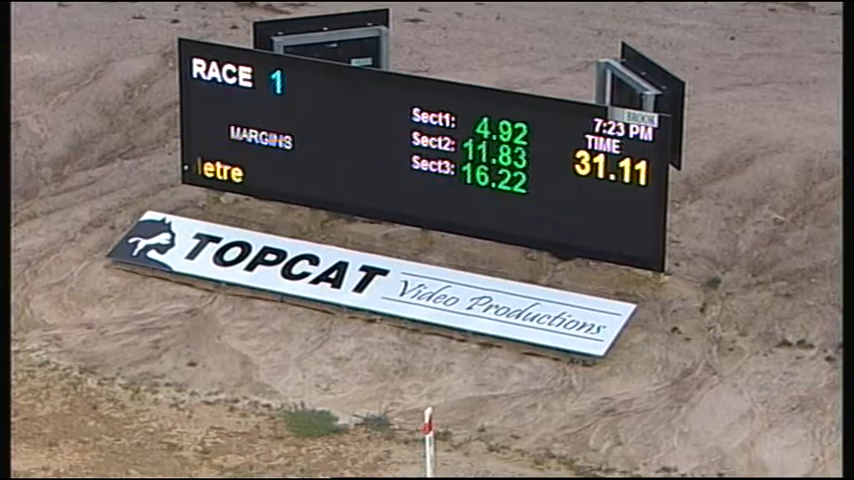 RACE 1
MARGINS
letre
Sect1: 4.92
Sect2: 11.83
Sect3: 16.22
BROOK
7:23 PM
TIME
31.11
TOPCAT Video Productions